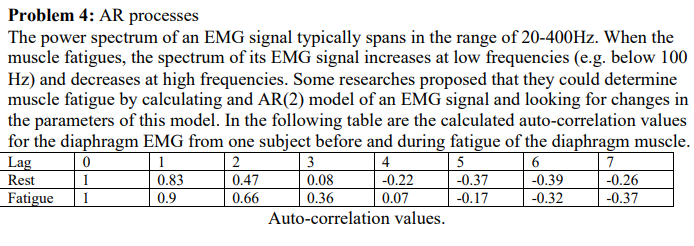 Problem 4: AR processes
The power spectrum of an EMG signal typically spans in the range of 20-400Hz. When the
muscle fatigues, the spectrum of its EMG signal increases at low frequencies (e.g. below 100
Hz) and decreases at high frequencies. Some researches proposed that they could determine
muscle fatigue by calculating and AR(2) model of an EMG signal and looking for changes in
the parameters of this model. In the following table are the calculated auto-correlation values
for the diaphragm EMG from one subject before and during fatigue of the diaphragm muscle.
Lag 0 1 2 3 4 5 6 7
Rest 1 0.83 0.47 0.08 -0.22 -0.37 -0.39 -0.26
Fatigue 1 0.9 0.66 0.36 0.07 -0.17 -0.32 -0.37
Auto-correlation values.